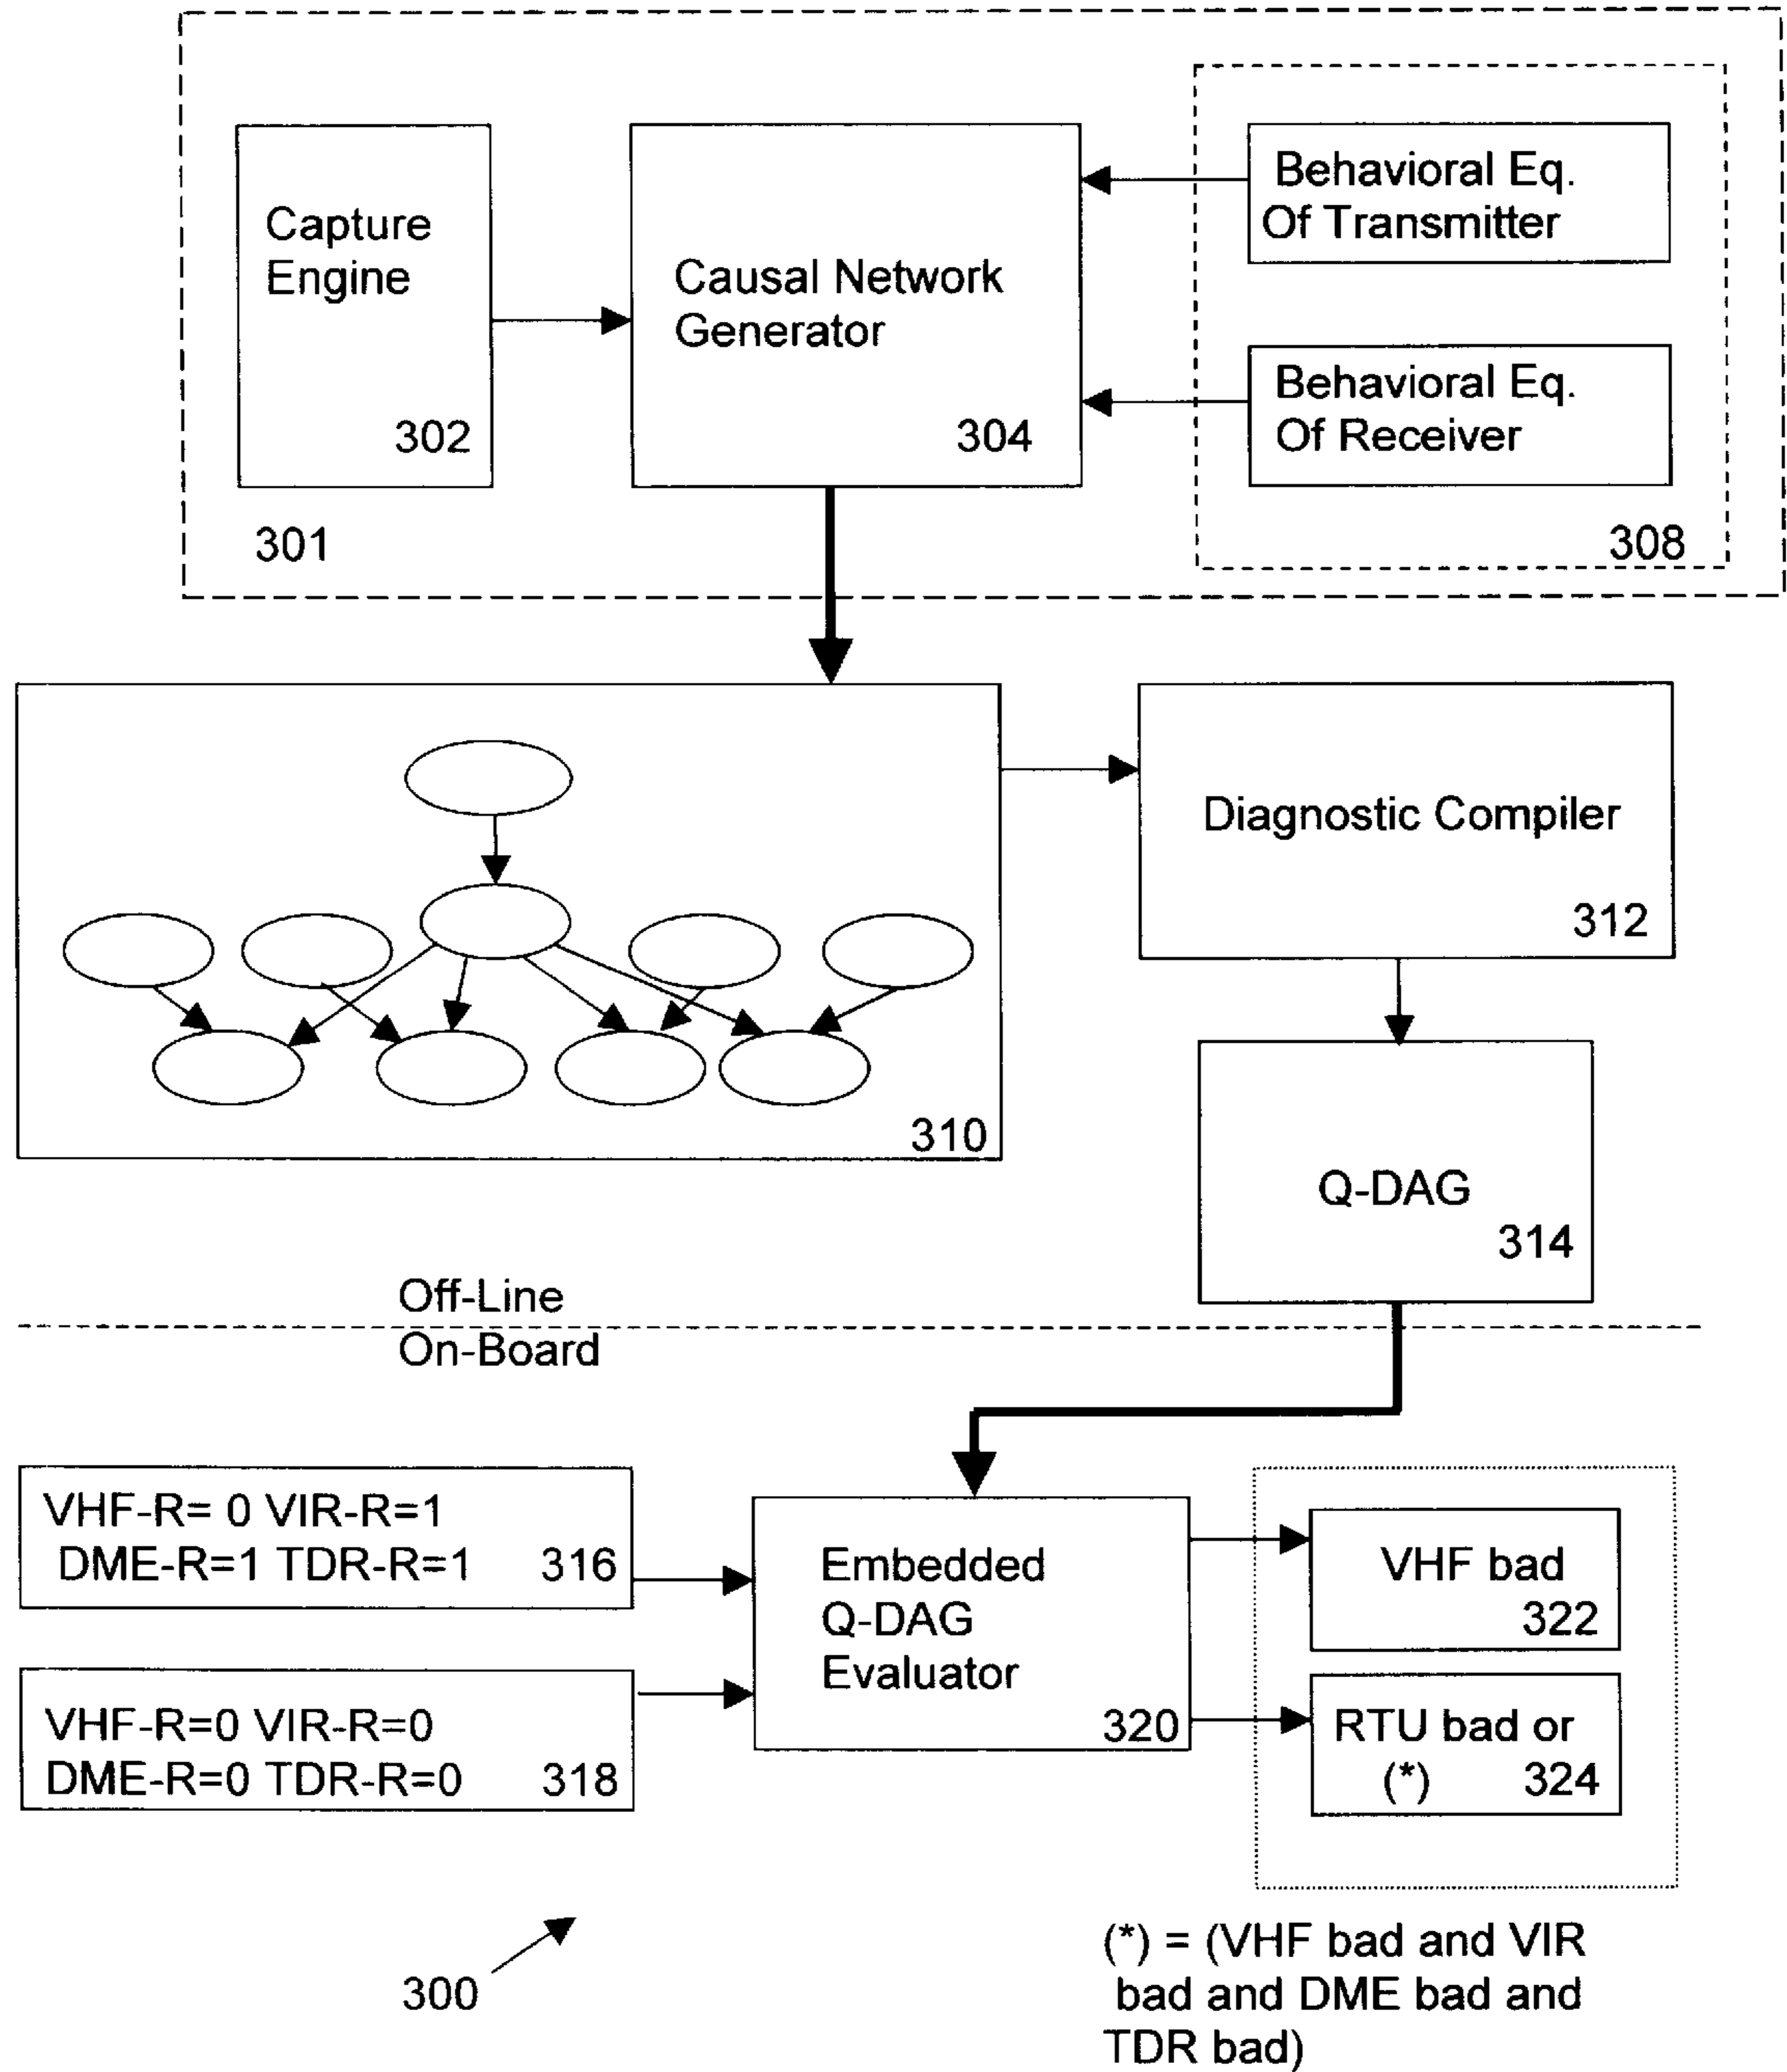 Capture
Engine
302
Causal Network
Generator
304
Behavioral Eq.
Of Transmitter
Behavioral Eq.
Of Receiver
301
308
310
Diagnostic Compiler
312
Q-DAG
314
Off-Line
On-Board
VHF-R= 0 VIR-R=1
DME-R=1 TDR-R=1 316
VHF-R=0 VIR-R=0
DME-R=0 TDR-R=0 318
Embedded
Q-DAG
Evaluator
320
VHF bad
322
RTU bad or
(*) 324
300
(*) = (VHF bad and VIR
bad and DME bad and
TDR bad)